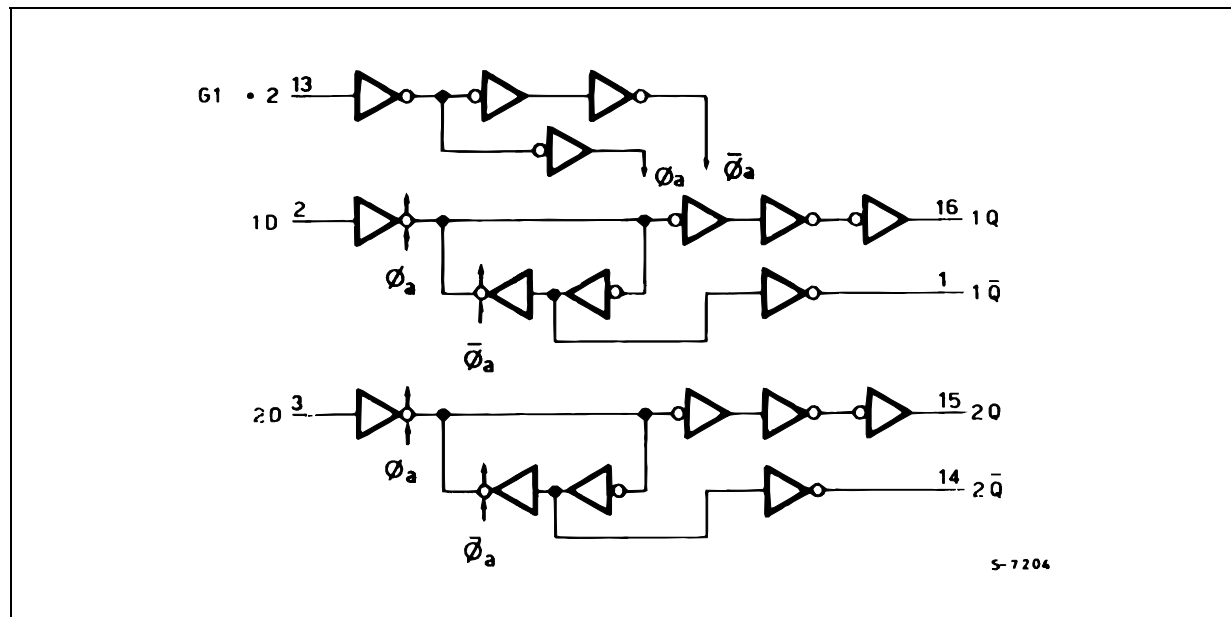 G1 • 2 13
Øa
Ø̄a
1D 2
Øa
Ø̄a
16 1Q
1 1Q̄
2D 3
Øa
Ø̄a
15 2Q
14 2Q̄
S-7204